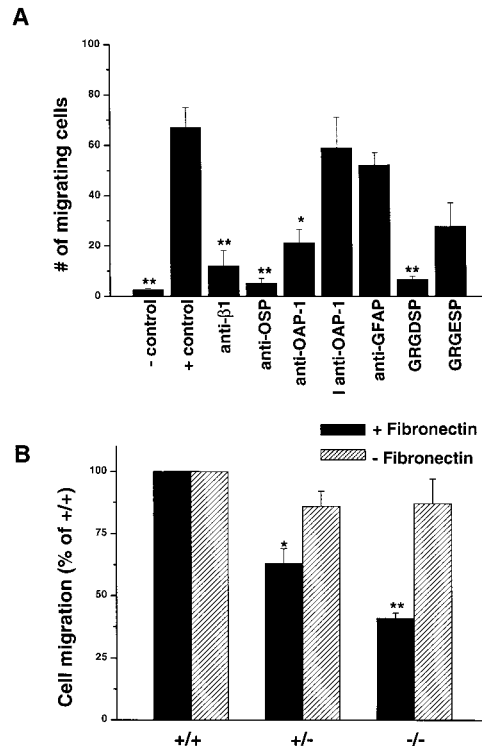 A
# of migrating cells
100
80
60
40
20
0
**
**
**
*
**
- control
+ control
anti-β1
anti-OSP
anti-OAP-1
I anti-OAP-1
anti-GFAP
GRGDSP
GRGESP
B
+ Fibronectin
- Fibronectin
Cell migration (% of +/+)
100
75
50
25
0
*
**
+/+
+/-
-/-